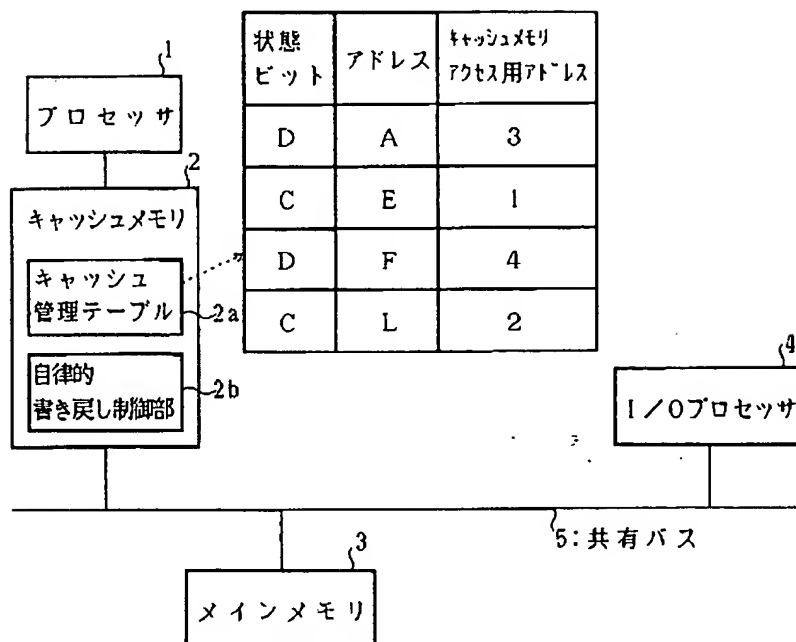 1
プロセッサ
2
キャッシュメモリ
キャッシュ
管理テーブル
2a
自律的
書き戻し制御部
2b
状態
ビット
アドレス
キャッシュメモリ
アクセス用アドレス
D A 3
C E 1
D F 4
C L 2
4
I/Oプロセッサ
5:共有バス
3
メインメモリ